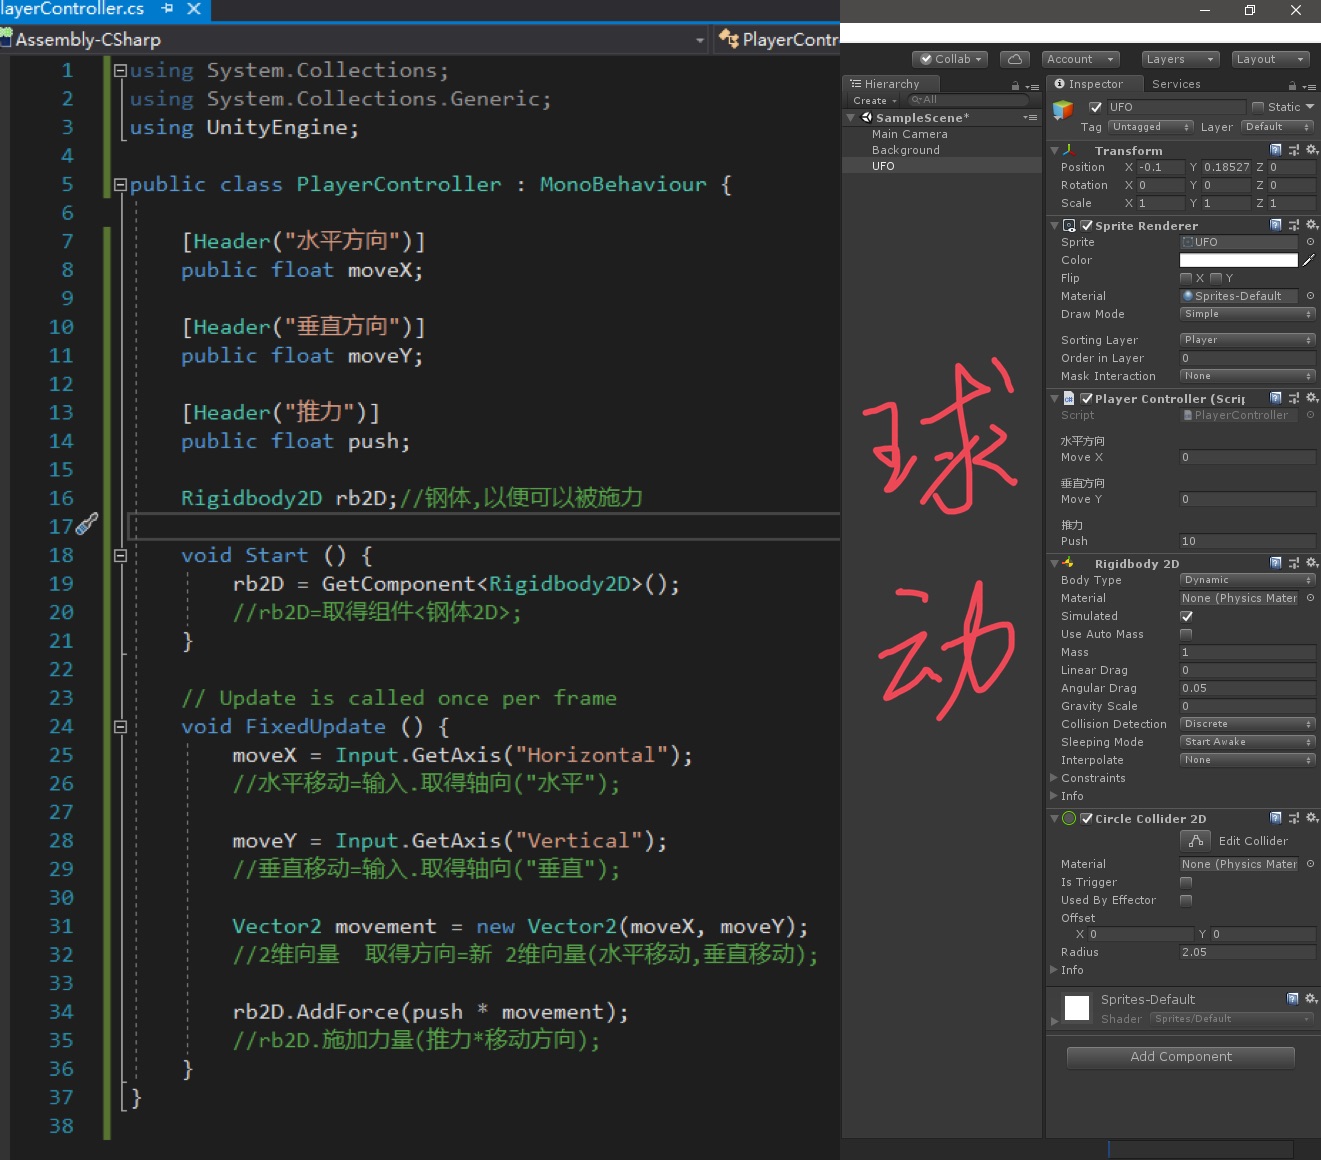 layerController.cs
Assembly-CSharp
PlayerContr
1 using System.Collections;
2 using System.Collections.Generic;
3 using UnityEngine;
4
5 public class PlayerController : MonoBehaviour {
6
7 [Header("水平方向")]
8 public float moveX;
9
10 [Header("垂直方向")]
11 public float moveY;
12
13 [Header("推力")]
14 public float push;
15
16 Rigidbody2D rb2D;//钢体,以便可以被施力
17
18 void Start () {
19 rb2D = GetComponent<Rigidbody2D>();
20 //rb2D=取得组件<钢体2D>;
21 }
22
23 // Update is called once per frame
24 void FixedUpdate () {
25 moveX = Input.GetAxis("Horizontal");
26 //水平移动=输入.取得轴向("水平");
27
28 moveY = Input.GetAxis("Vertical");
29 //垂直移动=输入.取得轴向("垂直");
30
31 Vector2 movement = new Vector2(moveX, moveY);
32 //2维向量 取得方向=新 2维向量(水平移动,垂直移动);
33
34 rb2D.AddForce(push * movement);
35 //rb2D.施加力量(推力*移动方向);
36 }
37 }
38
Collab
Account
Layers
Layout
Hierarchy
Create
All
SampleScene*
Main Camera
Background
UFO
球
动
Inspector
Services
UFO
Static
Tag Untagged Layer Default
Transform
Position X -0.1 Y 0.18527 Z 0
Rotation X 0 Y 0 Z 0
Scale X 1 Y 1 Z 1
Sprite Renderer
Sprite UFO
Color
Flip X Y
Material Sprites-Default
Draw Mode Simple
Sorting Layer Player
Order in Layer 0
Mask Interaction None
Player Controller (Scrip
Script PlayerController
水平方向
Move X 0
垂直方向
Move Y 0
推力
Push 10
Rigidbody 2D
Body Type Dynamic
Material None (Physics Mater
Simulated
Use Auto Mass
Mass 1
Linear Drag 0
Angular Drag 0.05
Gravity Scale 0
Collision Detection Discrete
Sleeping Mode Start Awake
Interpolate None
Constraints
Info
Circle Collider 2D
Edit Collider
Material None (Physics Mater
Is Trigger
Used By Effector
Offset
X 0 Y 0
Radius 2.05
Info
Sprites-Default
Shader Sprites/Default
Add Component